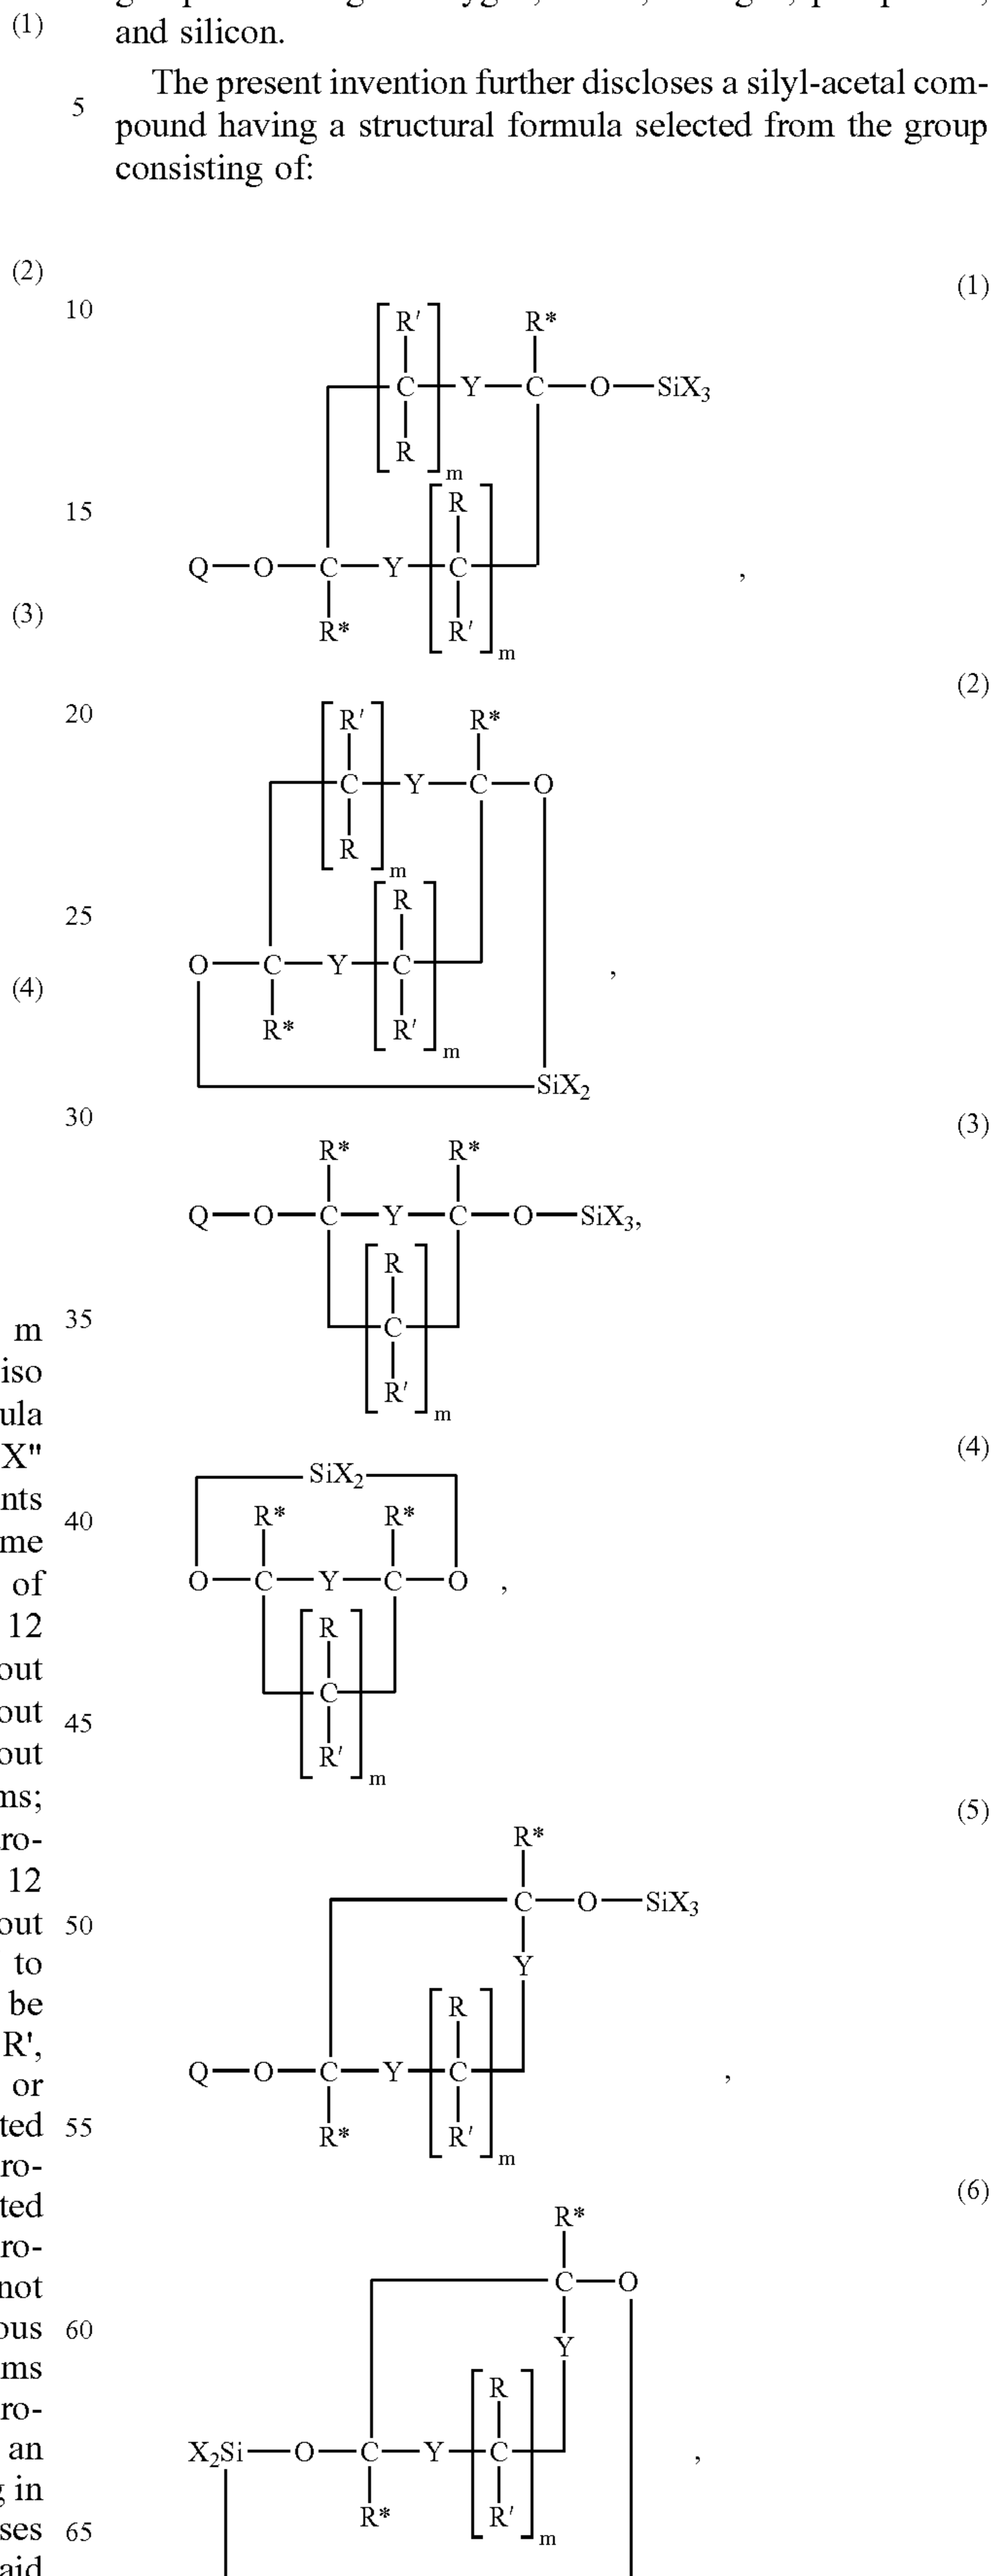 and silicon.
The present invention further discloses a silyl-acetal com-
pound having a structural formula selected from the group
consisting of:
(1)
5
(2)
10
15
(3)
20
25
(4)
30
35
m
iso
ula
X"
nts
40
me
of
12
out
out
45
out
ms;
ro-
12
out
50
to
be
R',
or
ted
55
ro-
ted
ro-
not
ous
60
ms
ro-
an
g in
ses
65
aid
(1)
R' R*
C Y C O SiX3
R
m
R
Q O C Y C
,
R* R'
m
(2)
R' R*
C Y C O
R
m
R
O C Y C
,
R* R'
m
SiX2
(3)
R* R*
Q O C Y C O SiX3,
R
C
R'
m
(4)
SiX2
R* R*
O C Y C O ,
R
C
R'
m
(5)
R*
C O SiX3
Y
R
Q O C Y C
,
R* R'
m
(6)
R*
C O
Y
R
X2Si O C Y C
,
R* R'
m